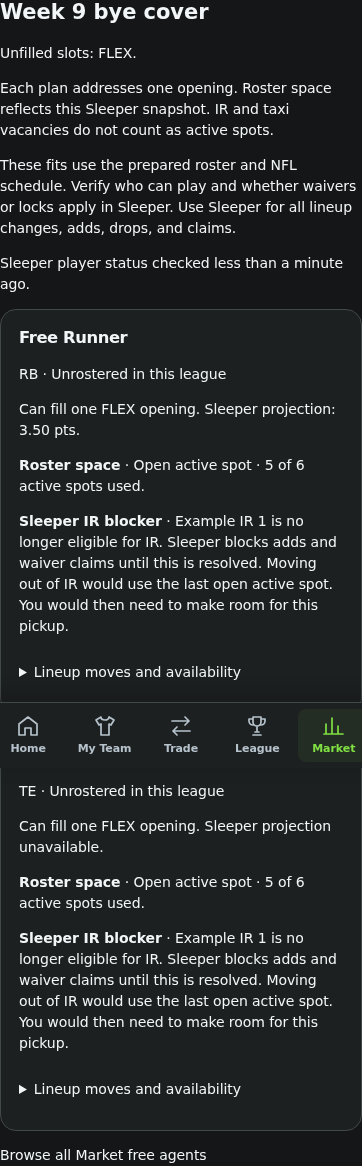 Week 9 bye cover
Unfilled slots: FLEX.
Each plan addresses one opening. Roster space
reflects this Sleeper snapshot. IR and taxi
vacancies do not count as active spots.
These fits use the prepared roster and NFL
schedule. Verify who can play and whether waivers
or locks apply in Sleeper. Use Sleeper for all lineup
changes, adds, drops, and claims.
Sleeper player status checked less than a minute
ago.
Free Runner
RB · Unrostered in this league
Can fill one FLEX opening. Sleeper projection:
3.50 pts.
Roster space · Open active spot · 5 of 6
active spots used.
Sleeper IR blocker · Example IR 1 is no
longer eligible for IR. Sleeper blocks adds and
waiver claims until this is resolved. Moving
out of IR would use the last open active spot.
You would then need to make room for this
pickup.
Lineup moves and availability
Home
My Team
Trade
League
Market
TE · Unrostered in this league
Can fill one FLEX opening. Sleeper projection
unavailable.
Roster space · Open active spot · 5 of 6
active spots used.
Sleeper IR blocker · Example IR 1 is no
longer eligible for IR. Sleeper blocks adds and
waiver claims until this is resolved. Moving
out of IR would use the last open active spot.
You would then need to make room for this
pickup.
Lineup moves and availability
Browse all Market free agents